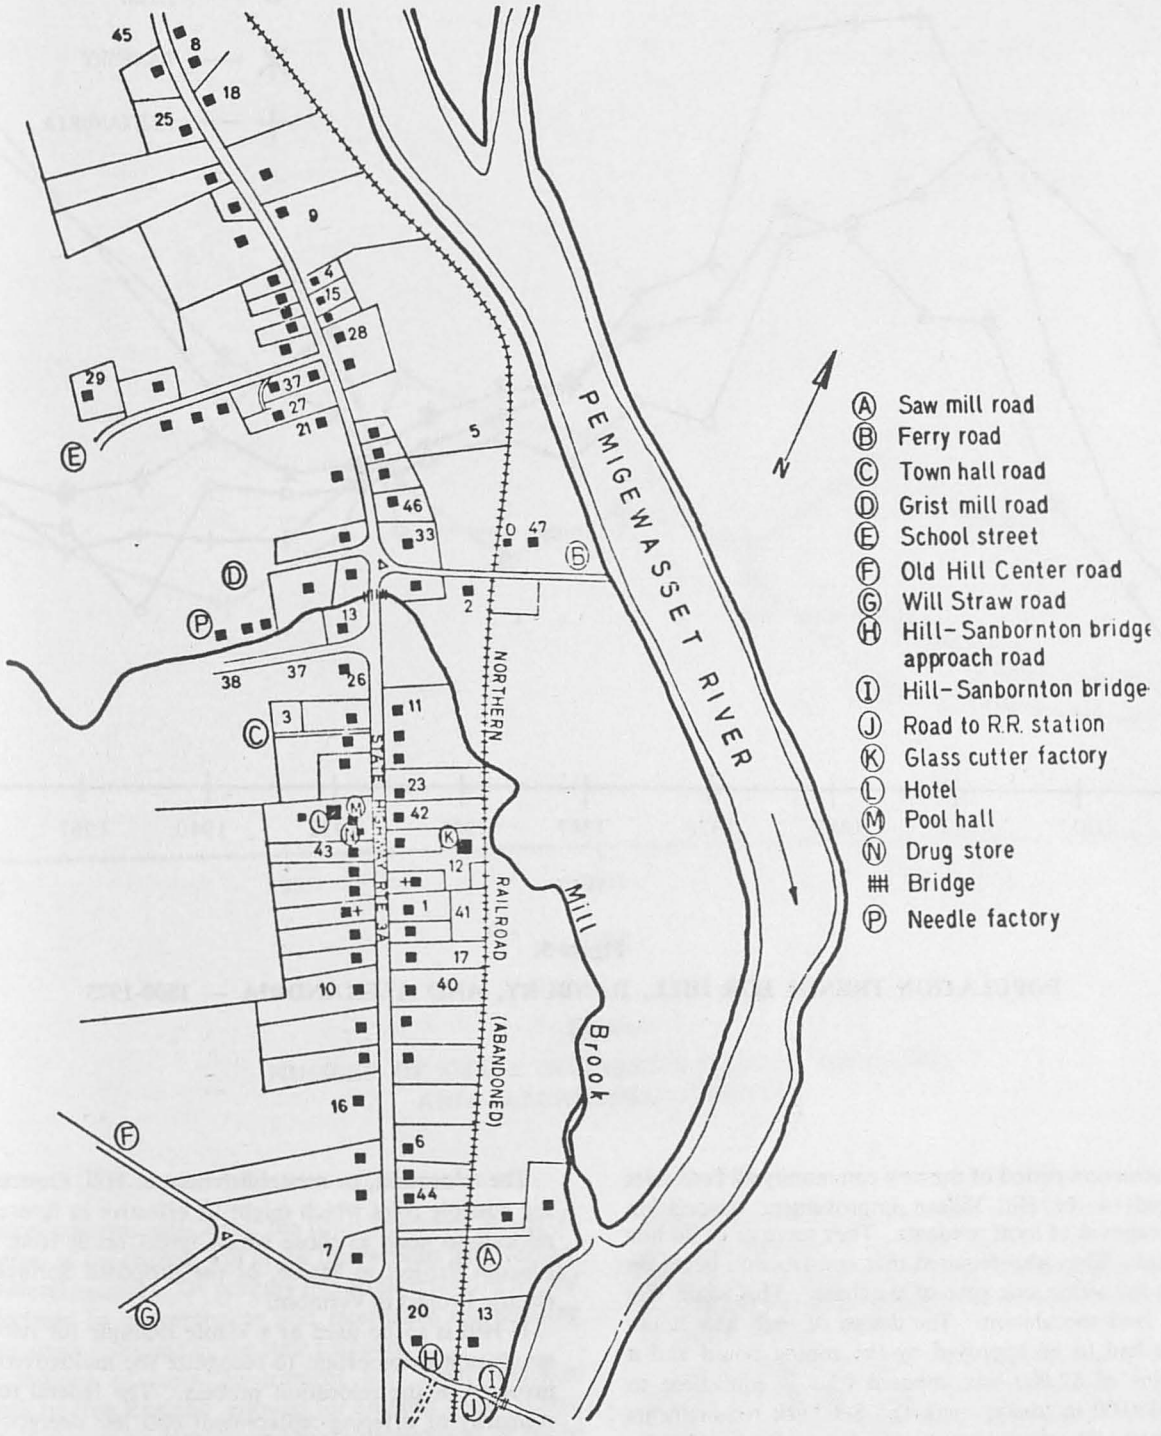 45
8
18
25
9
4
15
28
29
37
27
21
5
E
46
33
0 47
B
D
2
P
13
37
38
26
3
11
C
23
M
42
L
N
K
43
12
1
41
17
10
40
16
F
6
44
7
A
G
20
13
H
I
J
PEMIGEWASSET RIVER
NORTHERN
RAILROAD
(ABANDONED)
STATE HIGHWAY RTE 3A
Mill
Brook
N
A Saw mill road
B Ferry road
C Town hall road
D Grist mill road
E School street
F Old Hill Center road
G Will Straw road
H Hill-Sanbornton bridge
approach road
I Hill-Sanbornton bridge
J Road to R.R. station
K Glass cutter factory
L Hotel
M Pool hall
N Drug store
Bridge
P Needle factory